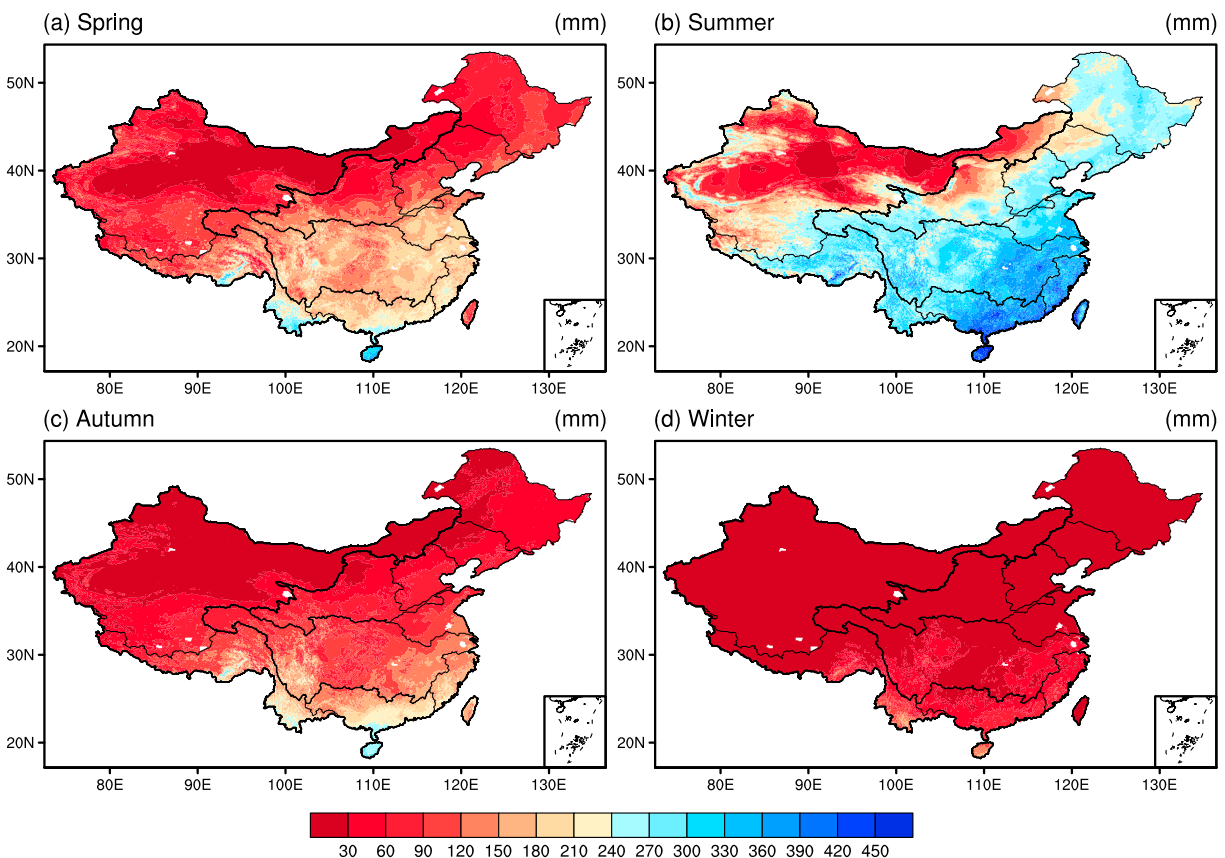 (a) Spring (mm)
50N
40N
30N
20N
80E 90E 100E 110E 120E 130E
(b) Summer (mm)
50N
40N
30N
20N
80E 90E 100E 110E 120E 130E
(c) Autumn (mm)
50N
40N
30N
20N
80E 90E 100E 110E 120E 130E
(d) Winter (mm)
50N
40N
30N
20N
80E 90E 100E 110E 120E 130E
30 60 90 120 150 180 210 240 270 300 330 360 390 420 450